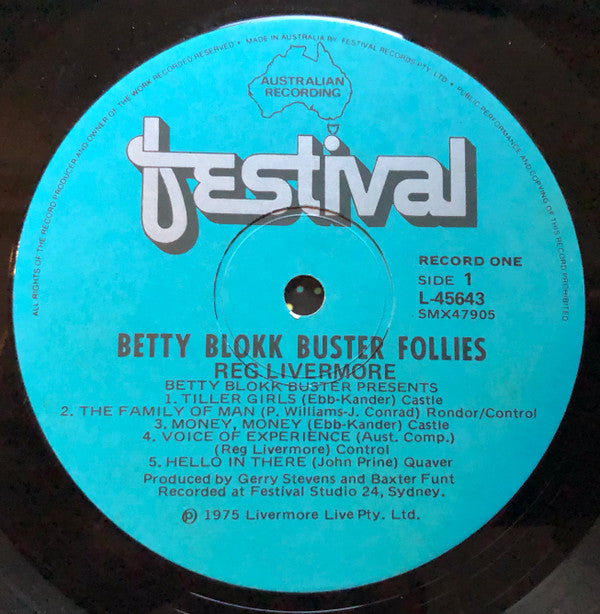 ALL RIGHTS OF THE RECORD PRODUCER AND OWNER OF THE WORK RECORDED RESERVED • MADE IN AUSTRALIA BY FESTIVAL RECORDS PTY. LTD. • PUBLIC PERFORMANCE AND COPYING OF THIS RECORD PROHIBITED
AUSTRALIAN
RECORDING
festival
RECORD ONE
SIDE 1
L-45643
SMX47905
BETTY BLOKK BUSTER FOLLIES
REG LIVERMORE
BETTY BLOKK BUSTER PRESENTS
1. TILLER GIRLS (Ebb-Kander) Castle
2. THE FAMILY OF MAN (P. Williams-J. Conrad) Rondor/Control
3. MONEY, MONEY (Ebb-Kander) Castle
4. VOICE OF EXPERIENCE (Aust. Comp.)
(Reg Livermore) Control
5. HELLO IN THERE (John Prine) Quaver
Produced by Gerry Stevens and Baxter Funt
Recorded at Festival Studio 24, Sydney.
℗ 1975 Livermore Live Pty. Ltd.